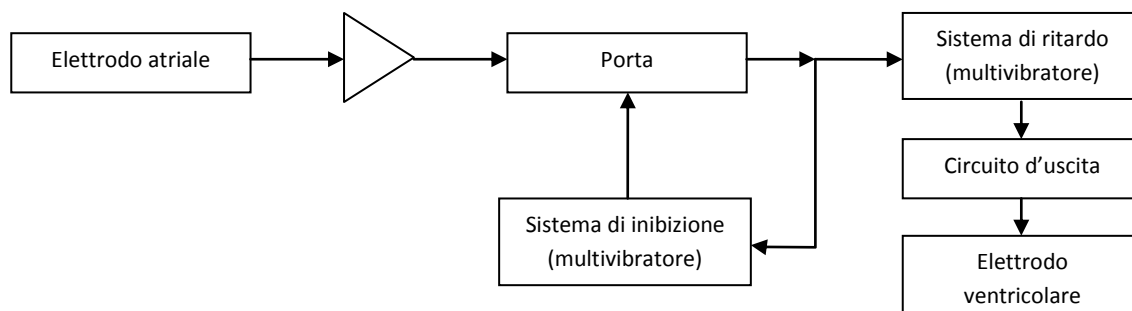 Elettrodo atriale
Porta
Sistema di ritardo
(multivibratore)
Circuito d’uscita
Sistema di inibizione
(multivibratore)
Elettrodo
ventricolare